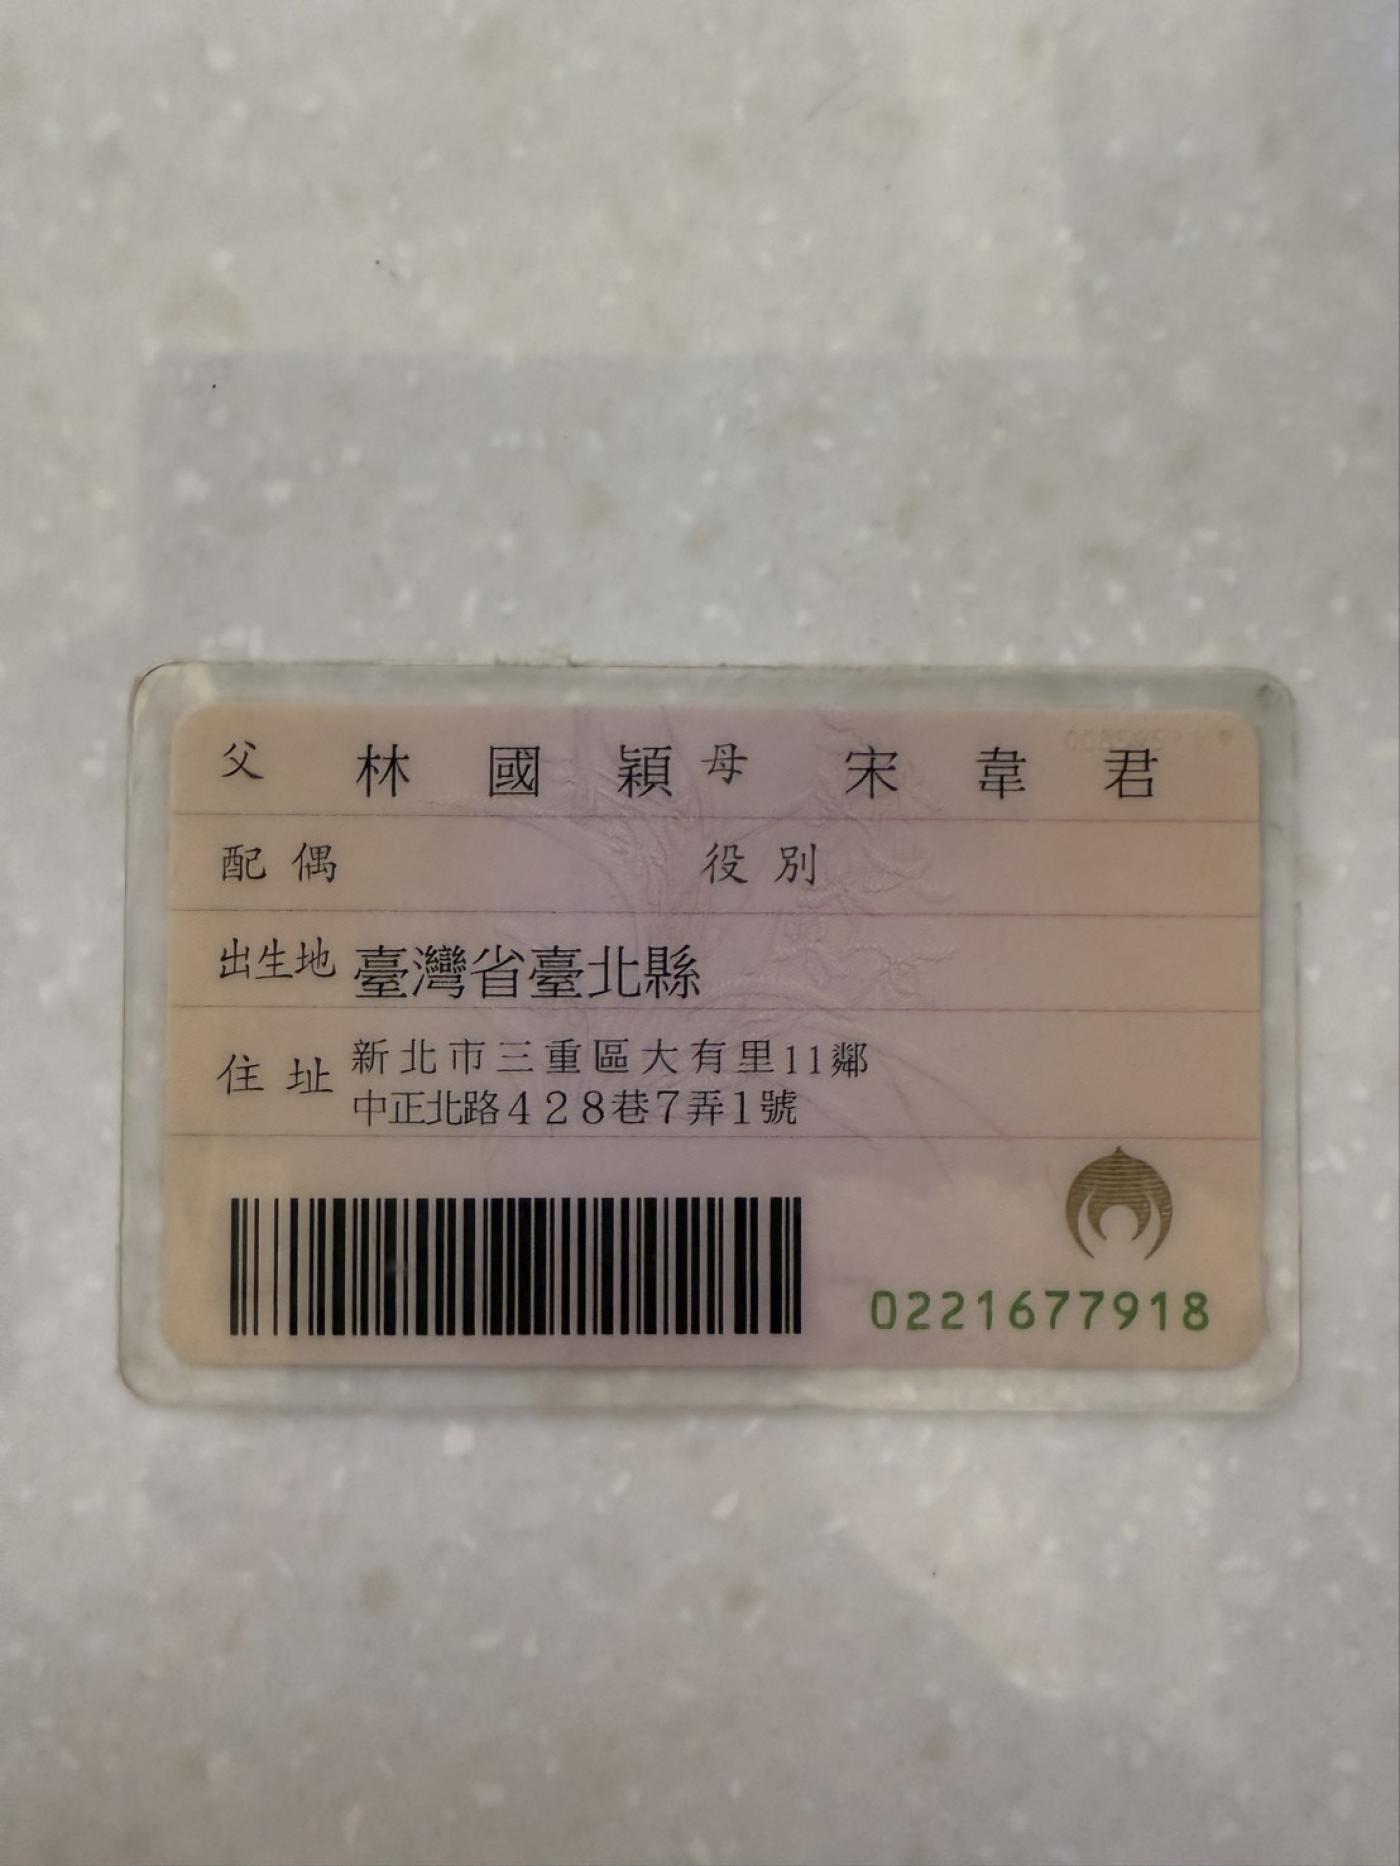 父 林國穎 母 宋韋君
配偶 役別
出生地 臺灣省臺北縣
住址 新北市三重區大有里11鄰
中正北路428巷7弄1號
0221677918